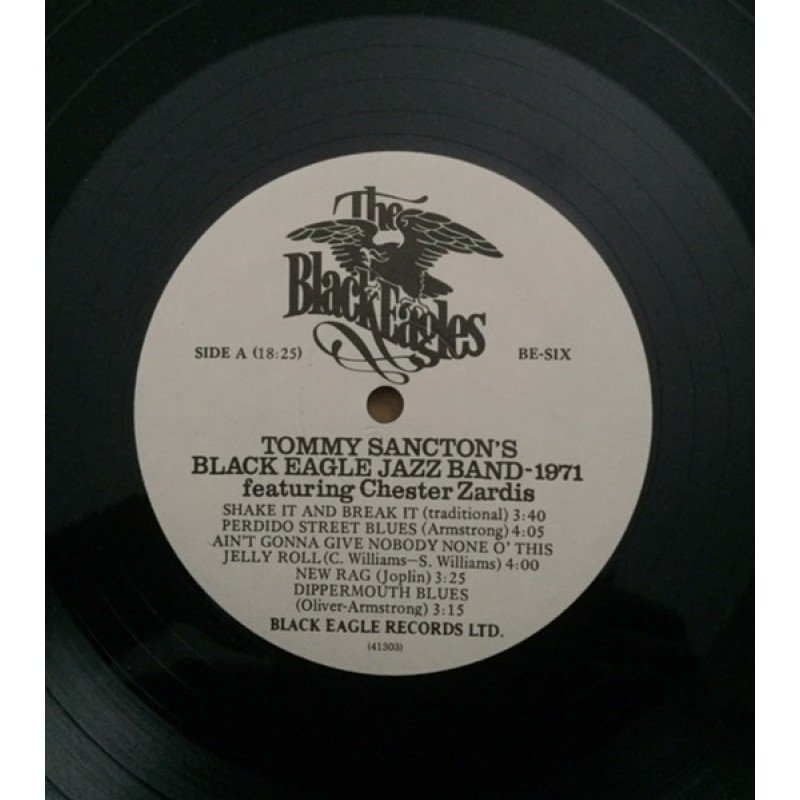 The
Black Eagles
SIDE A (18:25) BE-SIX
TOMMY SANCTON'S
BLACK EAGLE JAZZ BAND-1971
featuring Chester Zardis
SHAKE IT AND BREAK IT (traditional) 3:40
PERDIDO STREET BLUES (Armstrong) 4:05
AIN'T GONNA GIVE NOBODY NONE O' THIS
JELLY ROLL (C. Williams—S. Williams) 4:00
NEW RAG (Joplin) 3:25
DIPPERMOUTH BLUES
(Oliver-Armstrong) 3:15
BLACK EAGLE RECORDS LTD.
(41303)